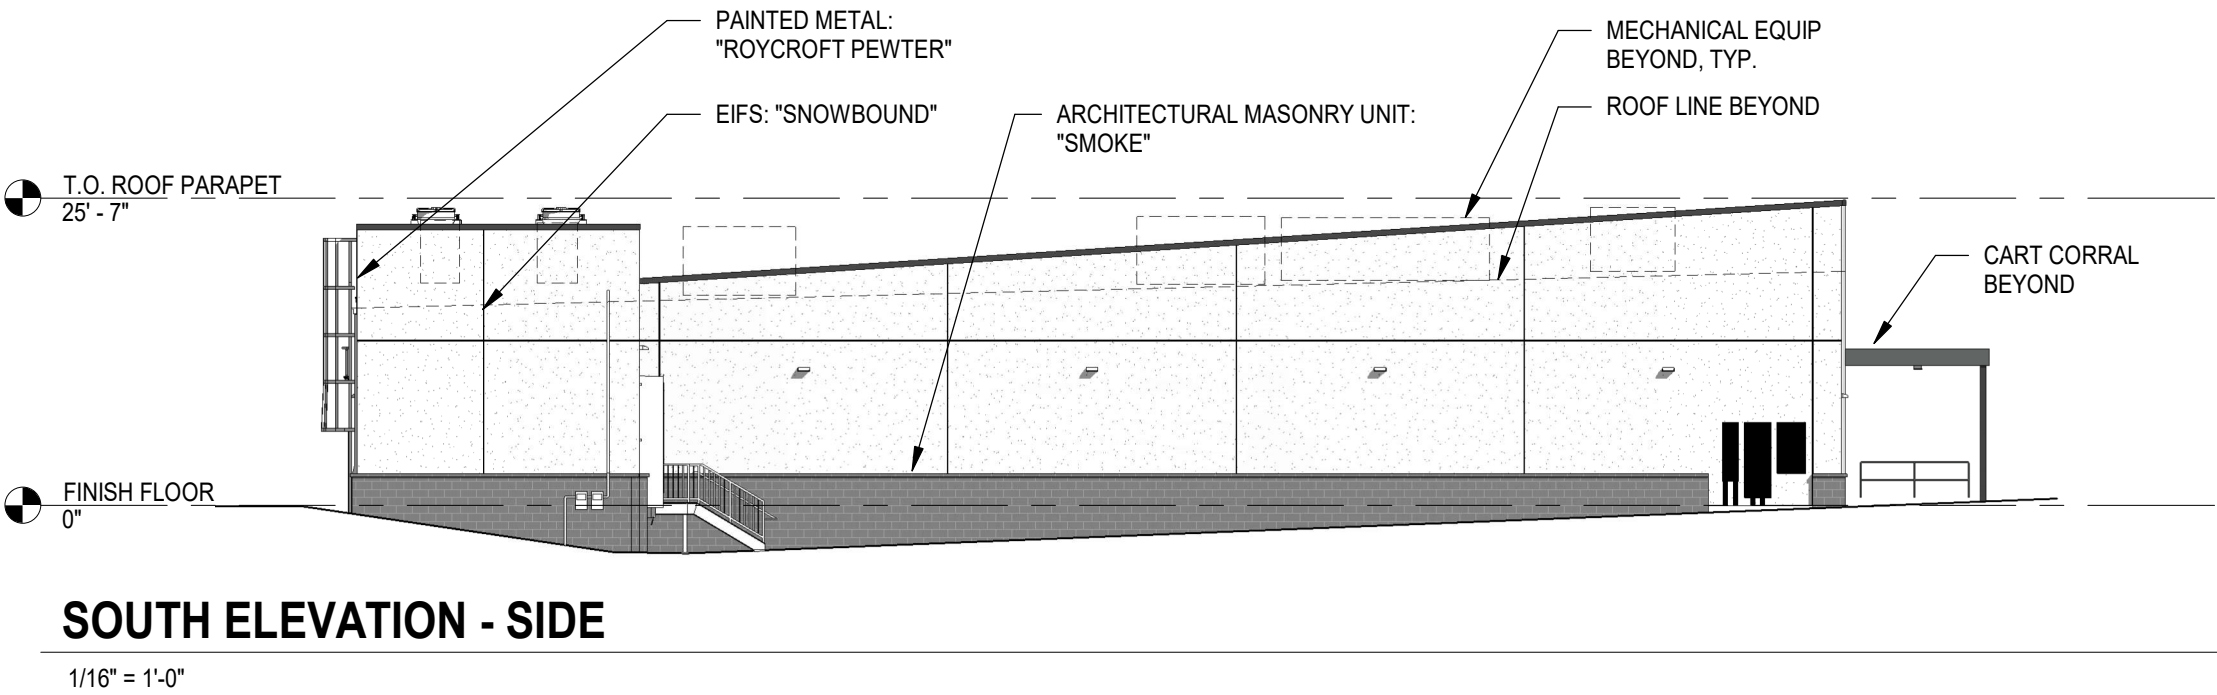 PAINTED METAL:
"ROYCROFT PEWTER"
MECHANICAL EQUIP
BEYOND, TYP.
EIFS: "SNOWBOUND"
ARCHITECTURAL MASONRY UNIT:
"SMOKE"
ROOF LINE BEYOND
T.O. ROOF PARAPET
25' - 7"
CART CORRAL
BEYOND
FINISH FLOOR
0"
SOUTH ELEVATION - SIDE
1/16" = 1'-0"